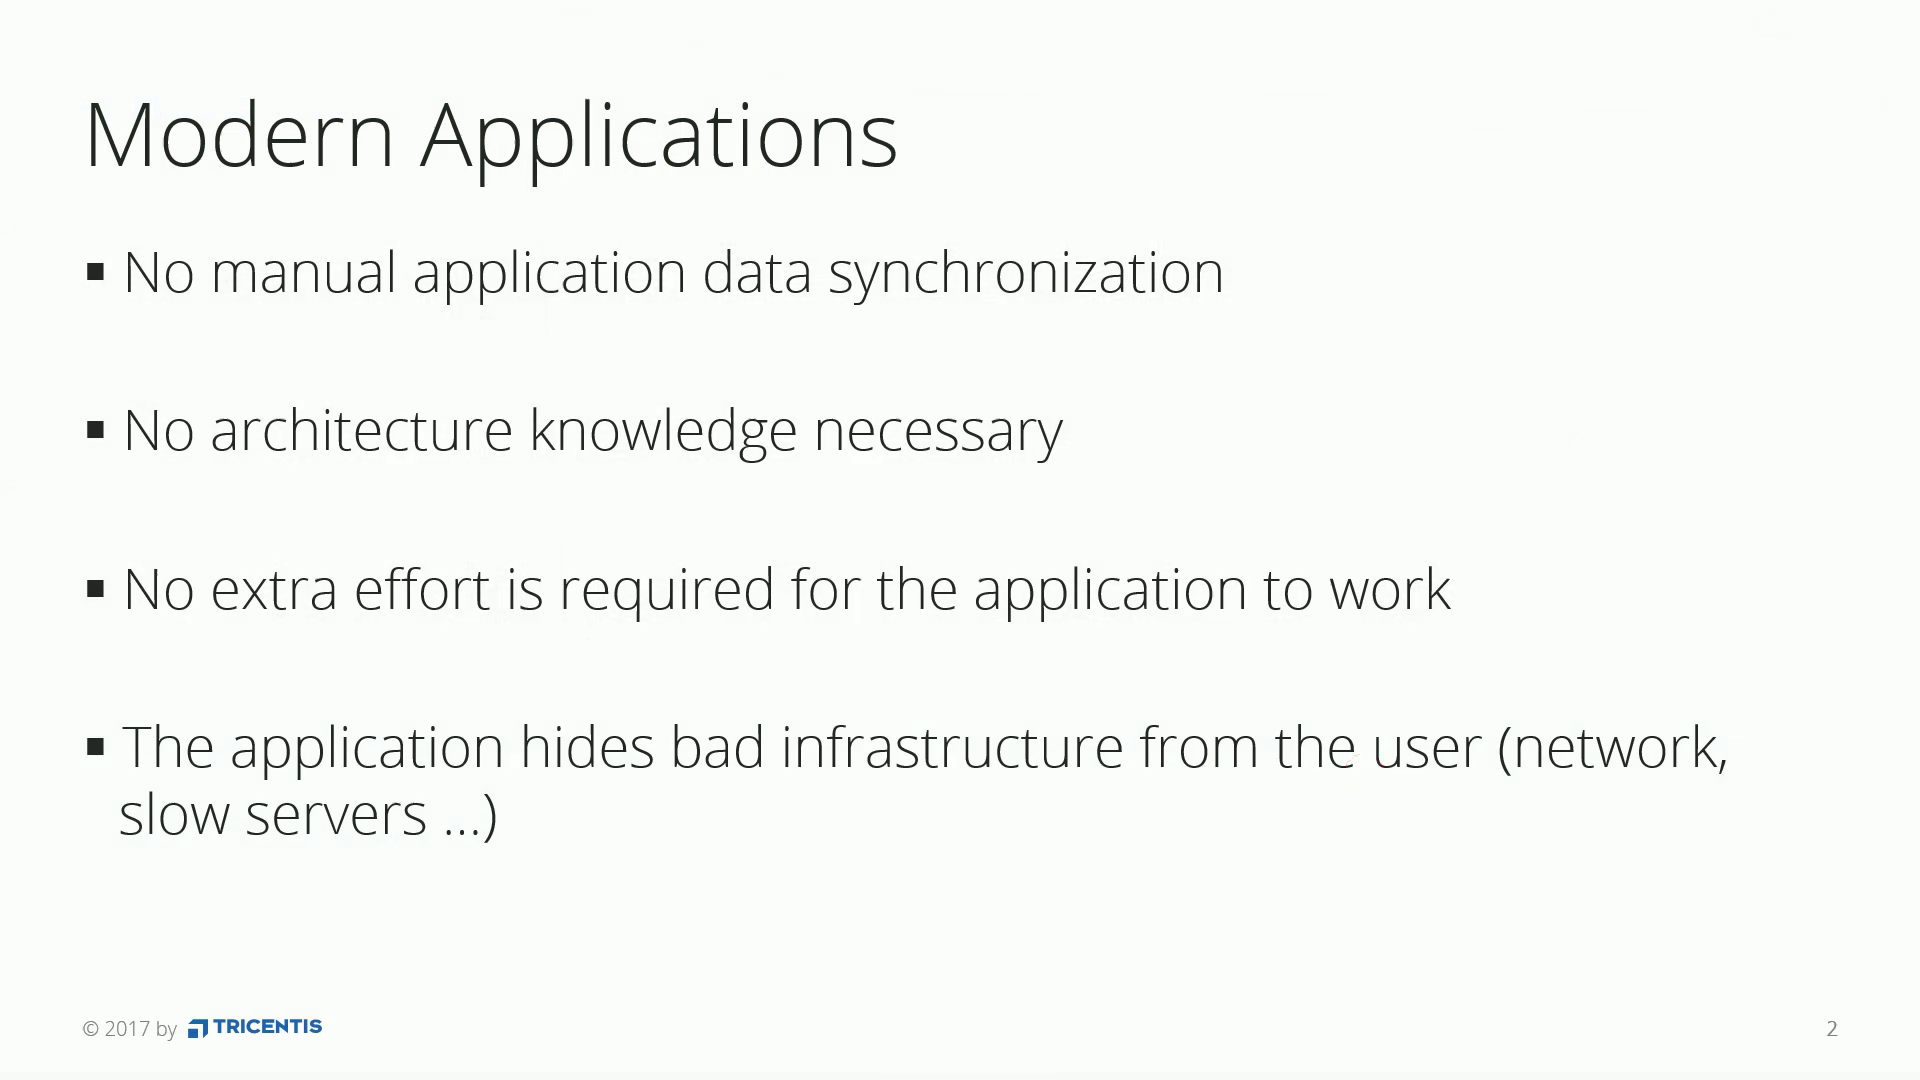 Modern Applications
▪ No manual application data synchronization
▪ No architecture knowledge necessary
▪ No extra effort is required for the application to work
▪ The application hides bad infrastructure from the user (network,
slow servers ...)
© 2017 by TRICENTIS
2